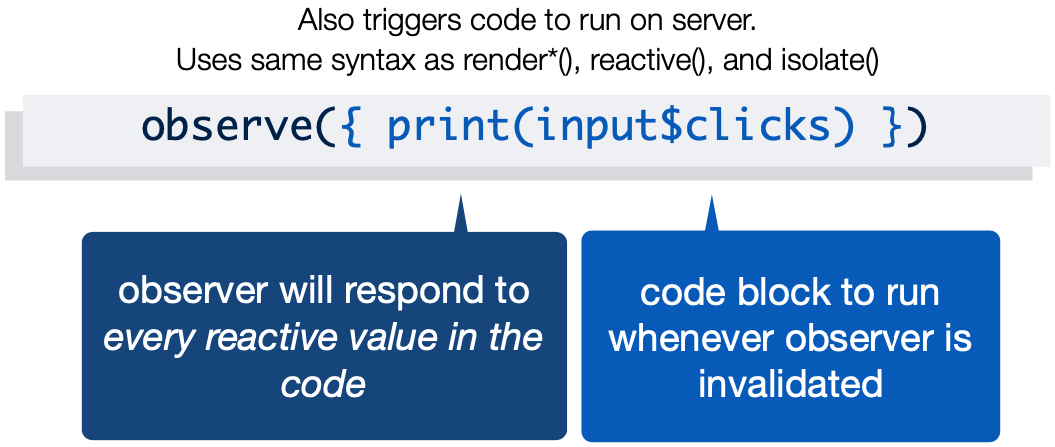 Also triggers code to run on server.
Uses same syntax as render*(), reactive(), and isolate()
observe({ print(input$clicks) })
observer will respond to
every reactive value in the
code
code block to run
whenever observer is
invalidated